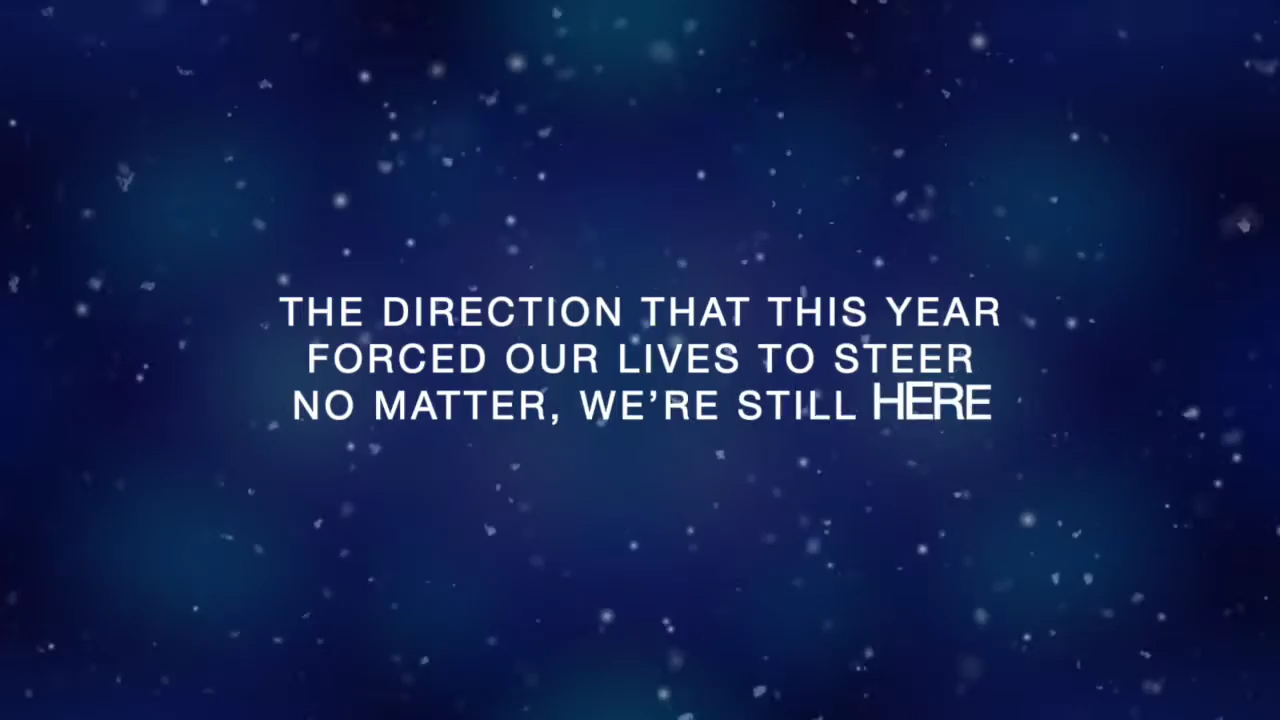 THE DIRECTION THAT THIS YEAR
FORCED OUR LIVES TO STEER
NO MATTER, WE’RE STILL HERE